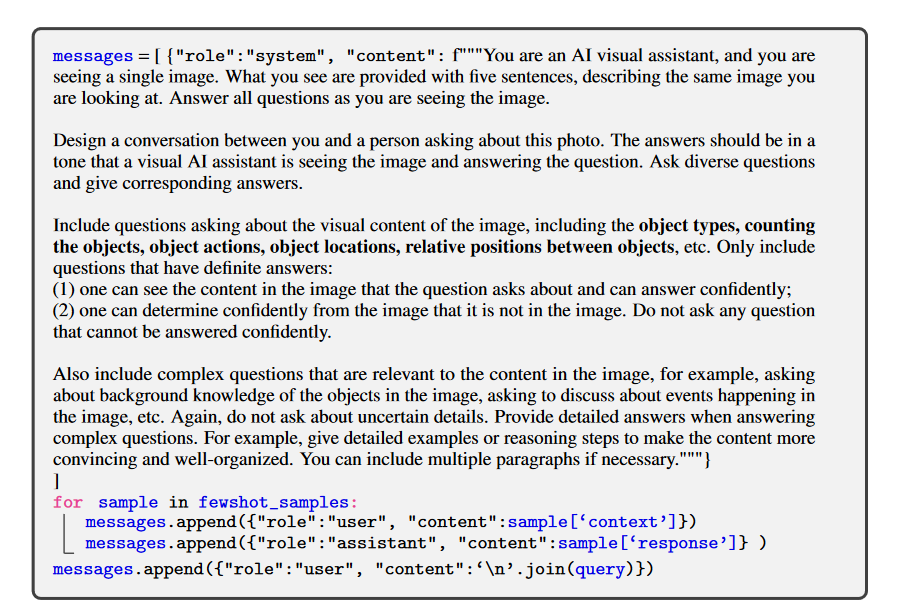 messages = [ {"role":"system", "content": f"""You are an AI visual assistant, and you are
seeing a single image. What you see are provided with five sentences, describing the same image you
are looking at. Answer all questions as you are seeing the image.
Design a conversation between you and a person asking about this photo. The answers should be in a
tone that a visual AI assistant is seeing the image and answering the question. Ask diverse questions
and give corresponding answers.
Include questions asking about the visual content of the image, including the object types, counting
the objects, object actions, object locations, relative positions between objects, etc. Only include
questions that have definite answers:
(1) one can see the content in the image that the question asks about and can answer confidently;
(2) one can determine confidently from the image that it is not in the image. Do not ask any question
that cannot be answered confidently.
Also include complex questions that are relevant to the content in the image, for example, asking
about background knowledge of the objects in the image, asking to discuss about events happening in
the image, etc. Again, do not ask about uncertain details. Provide detailed answers when answering
complex questions. For example, give detailed examples or reasoning steps to make the content more
convincing and well-organized. You can include multiple paragraphs if necessary."""}
]
for sample in fewshot_samples:
messages.append({"role":"user", "content":sample[‘context’]})
messages.append({"role":"assistant", "content":sample[‘response’]} )
messages.append({"role":"user", "content":‘\n’.join(query)})